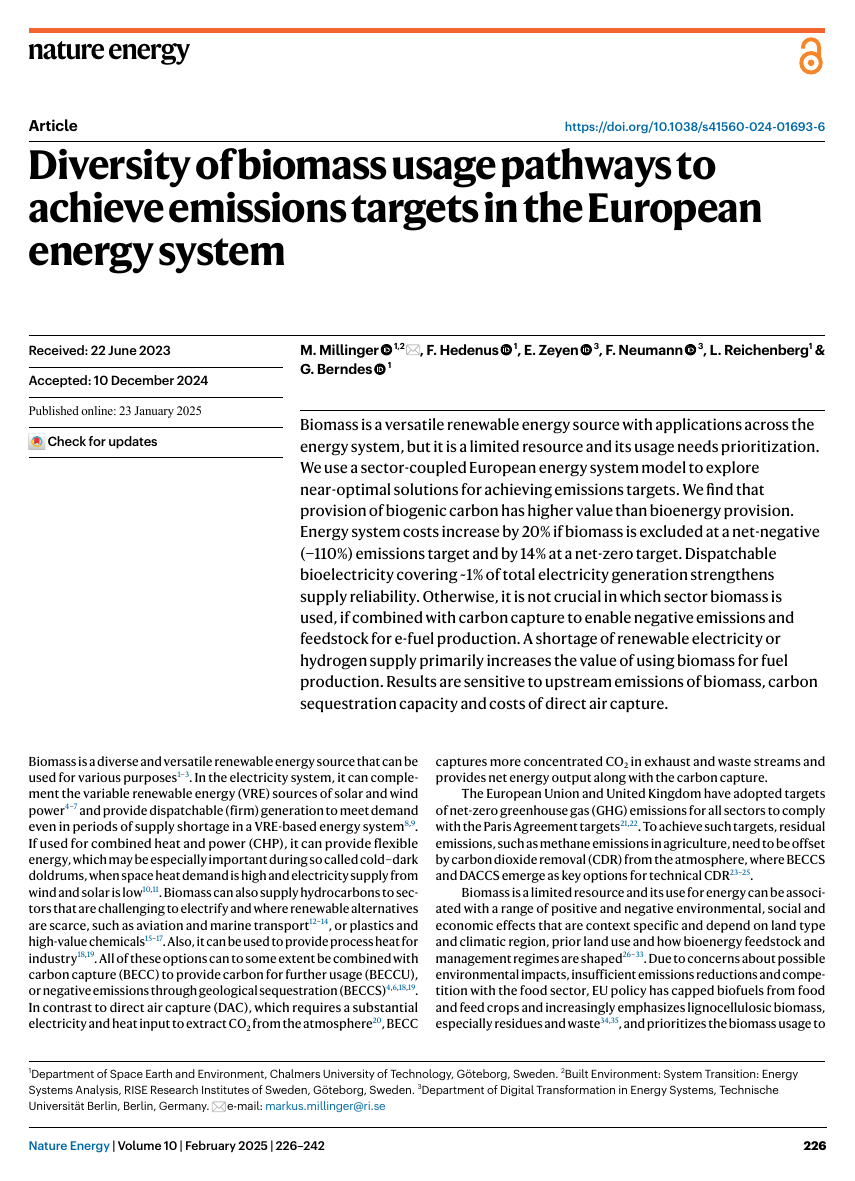 nature energy
Article
https://doi.org/10.1038/s41560-024-01693-6
Diversity of biomass usage pathways to
achieve emissions targets in the European
energy system
Received: 22 June 2023
Accepted: 10 December 2024
Published online: 23 January 2025
Check for updates
M. Millinger 1,2, F. Hedenus 1, E. Zeyen 3, F. Neumann 3, L. Reichenberg1 &
G. Berndes 1
Biomass is a versatile renewable energy source with applications across the
energy system, but it is a limited resource and its usage needs prioritization.
We use a sector-coupled European energy system model to explore
near-optimal solutions for achieving emissions targets. We find that
provision of biogenic carbon has higher value than bioenergy provision.
Energy system costs increase by 20% if biomass is excluded at a net-negative
(−110%) emissions target and by 14% at a net-zero target. Dispatchable
bioelectricity covering ~1% of total electricity generation strengthens
supply reliability. Otherwise, it is not crucial in which sector biomass is
used, if combined with carbon capture to enable negative emissions and
feedstock for e-fuel production. A shortage of renewable electricity or
hydrogen supply primarily increases the value of using biomass for fuel
production. Results are sensitive to upstream emissions of biomass, carbon
sequestration capacity and costs of direct air capture.
Biomass is a diverse and versatile renewable energy source that can be
used for various purposes1–3. In the electricity system, it can comple-
ment the variable renewable energy (VRE) sources of solar and wind
power4–7 and provide dispatchable (firm) generation to meet demand
even in periods of supply shortage in a VRE-based energy system8,9.
If used for combined heat and power (CHP), it can provide flexible
energy, which may be especially important during so called cold–dark
doldrums, when space heat demand is high and electricity supply from
wind and solar is low10,11. Biomass can also supply hydrocarbons to sec-
tors that are challenging to electrify and where renewable alternatives
are scarce, such as aviation and marine transport12–14, or plastics and
high-value chemicals15–17. Also, it can be used to provide process heat for
industry18,19. All of these options can to some extent be combined with
carbon capture (BECC) to provide carbon for further usage (BECCU),
or negative emissions through geological sequestration (BECCS)4,6,18,19.
In contrast to direct air capture (DAC), which requires a substantial
electricity and heat input to extract CO2 from the atmosphere20, BECC
captures more concentrated CO2 in exhaust and waste streams and
provides net energy output along with the carbon capture.
The European Union and United Kingdom have adopted targets
of net-zero greenhouse gas (GHG) emissions for all sectors to comply
with the Paris Agreement targets21,22. To achieve such targets, residual
emissions, such as methane emissions in agriculture, need to be offset
by carbon dioxide removal (CDR) from the atmosphere, where BECCS
and DACCS emerge as key options for technical CDR23–25.
Biomass is a limited resource and its use for energy can be associ-
ated with a range of positive and negative environmental, social and
economic effects that are context specific and depend on land type
and climatic region, prior land use and how bioenergy feedstock and
management regimes are shaped26–33. Due to concerns about possible
environmental impacts, insufficient emissions reductions and compe-
tition with the food sector, EU policy has capped biofuels from food
and feed crops and increasingly emphasizes lignocellulosic biomass,
especially residues and waste34,35, and prioritizes the biomass usage to
1Department of Space Earth and Environment, Chalmers University of Technology, Göteborg, Sweden. 2Built Environment: System Transition: Energy
Systems Analysis, RISE Research Institutes of Sweden, Göteborg, Sweden. 3Department of Digital Transformation in Energy Systems, Technische
Universität Berlin, Berlin, Germany. e-mail: markus.millinger@ri.se
Nature Energy | Volume 10 | February 2025 | 226–242
226